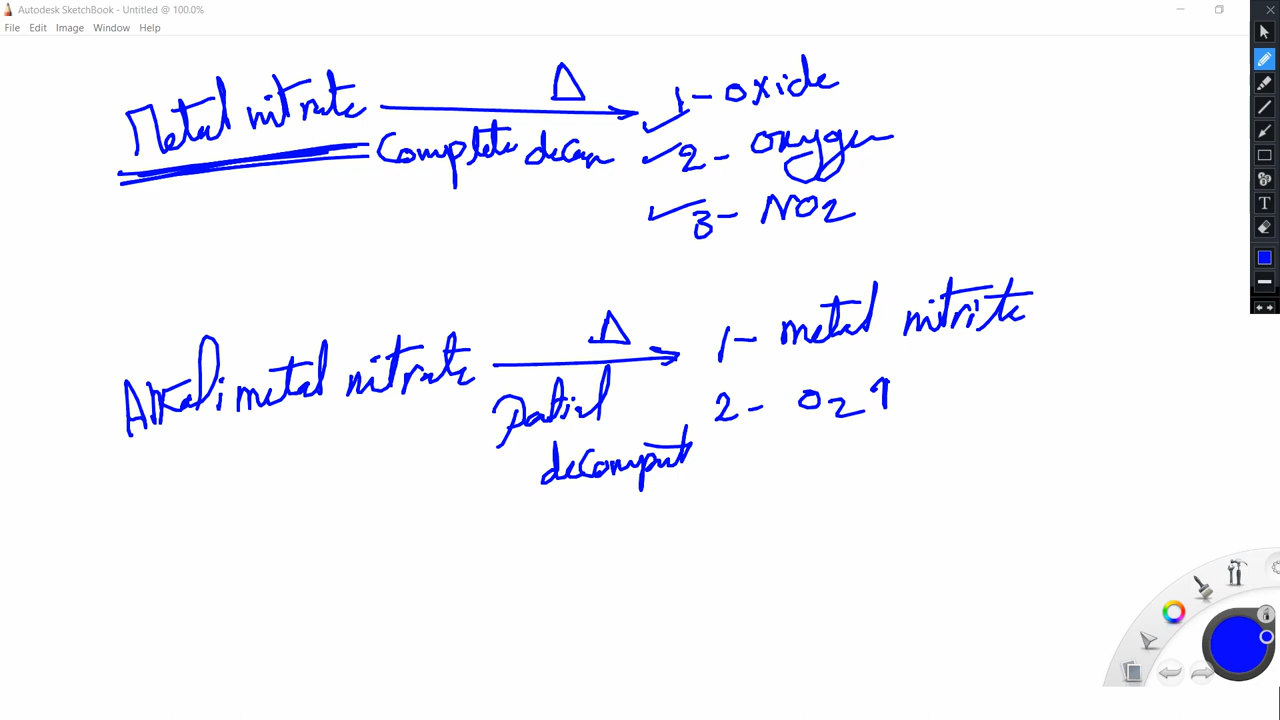 Autodesk SketchBook - Untitled @ 100.0%
File Edit Image Window Help
Metal nitrate Δ 1- oxide
Complete decom 2- oxygen
3- NO2
Alkali metal nitrate Δ 1- metal nitrite
Partial 2- O2 ↑